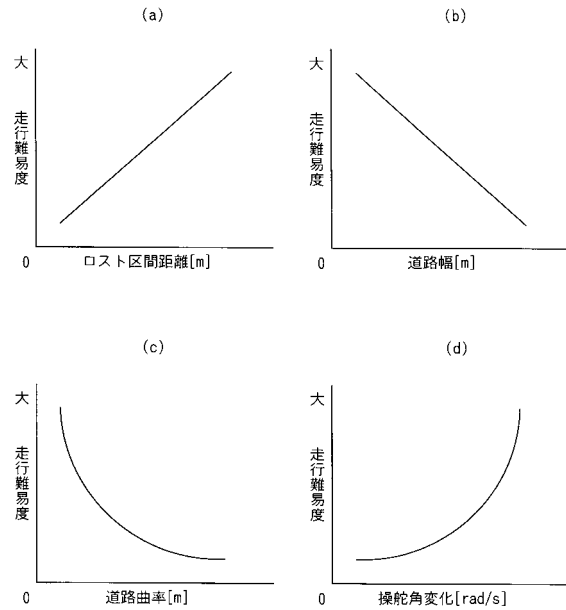 (a)
大
走行難易度
0
ロスト区間距離[m]
(b)
大
走行難易度
0
道路幅[m]
(c)
大
走行難易度
0
道路曲率[m]
(d)
大
走行難易度
0
操舵角変化[rad/s]